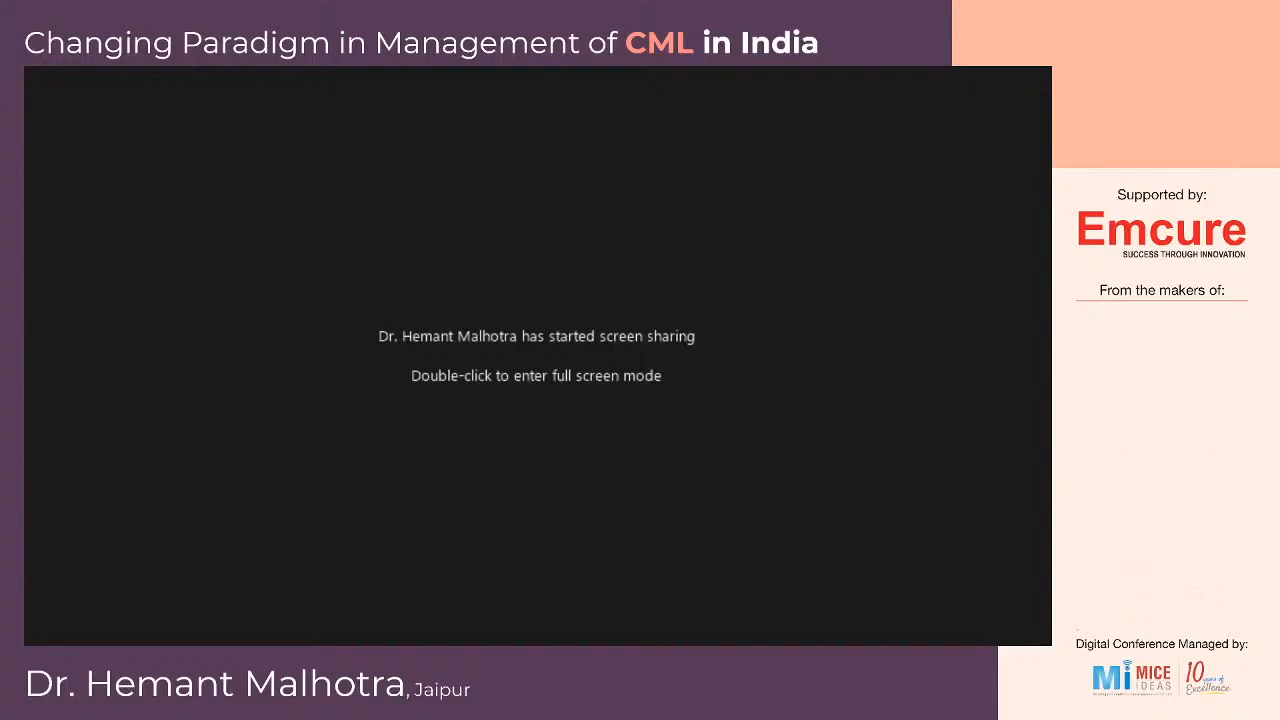 Changing Paradigm in Management of CML in India
Supported by:
Emcure
SUCCESS THROUGH INNOVATION
From the makers of:
Dr. Hemant Malhotra has started screen sharing
Double-click to enter full screen mode
Digital Conference Managed by:
Mi MICE IDEAS
10 years of Excellence
Dr. Hemant Malhotra, Jaipur